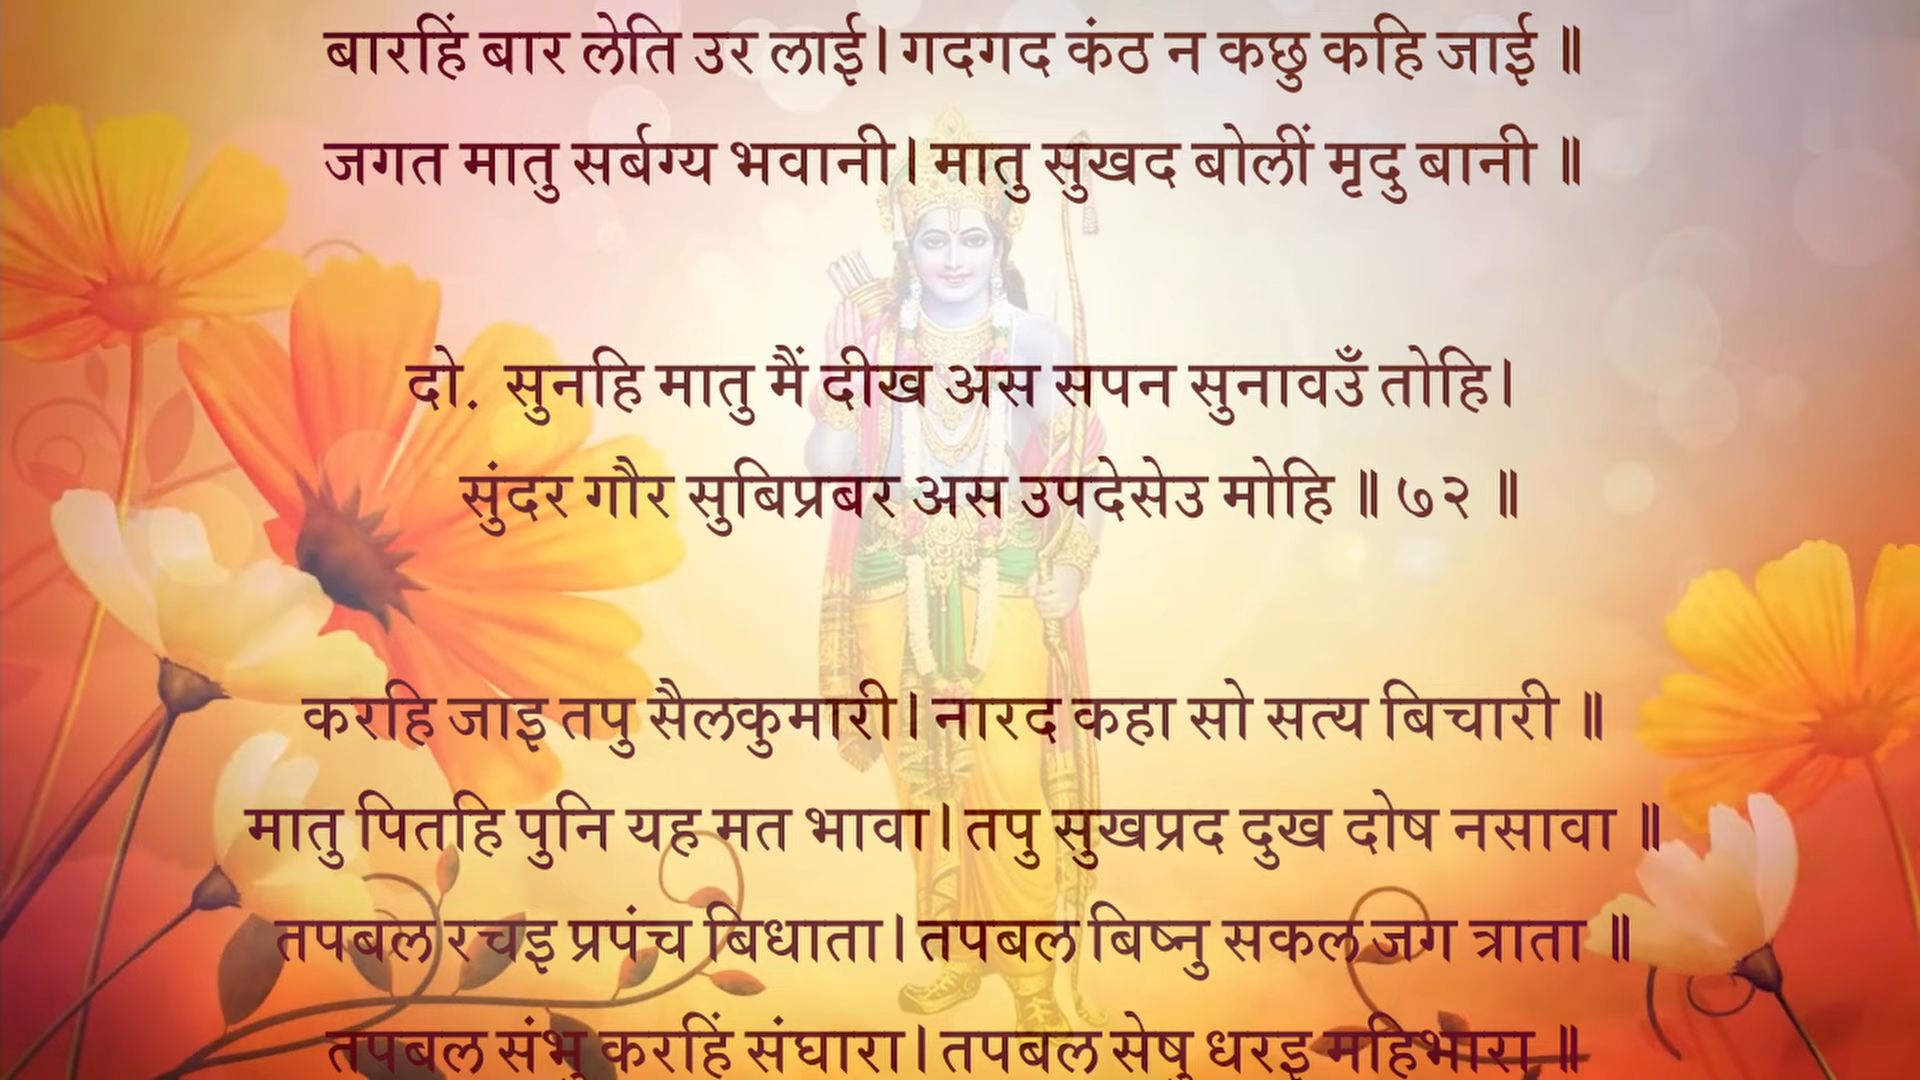 बारहिं बार लेति उर लाई। गदगद कंठ न कछु कहि जाई ॥
जगत मातु सर्बग्य भवानी। मातु सुखद बोलीं मृदु बानी ॥
दो. सुनहि मातु मैं दीख अस सपन सुनावउँ तोहि।
सुंदर गौर सुबिप्रबर अस उपदेसेउ मोहि ॥ ७२ ॥
करहि जाइ तपु सैलकुमारी। नारद कहा सो सत्य बिचारी ॥
मातु पितहि पुनि यह मत भावा। तपु सुखप्रद दुख दोष नसावा ॥
तपबल रचइ प्रपंच बिधाता। तपबल बिष्नु सकल जग त्राता ॥
तपबल संभु करहिं संघारा। तपबल सेषु धरइ महिभारा ॥